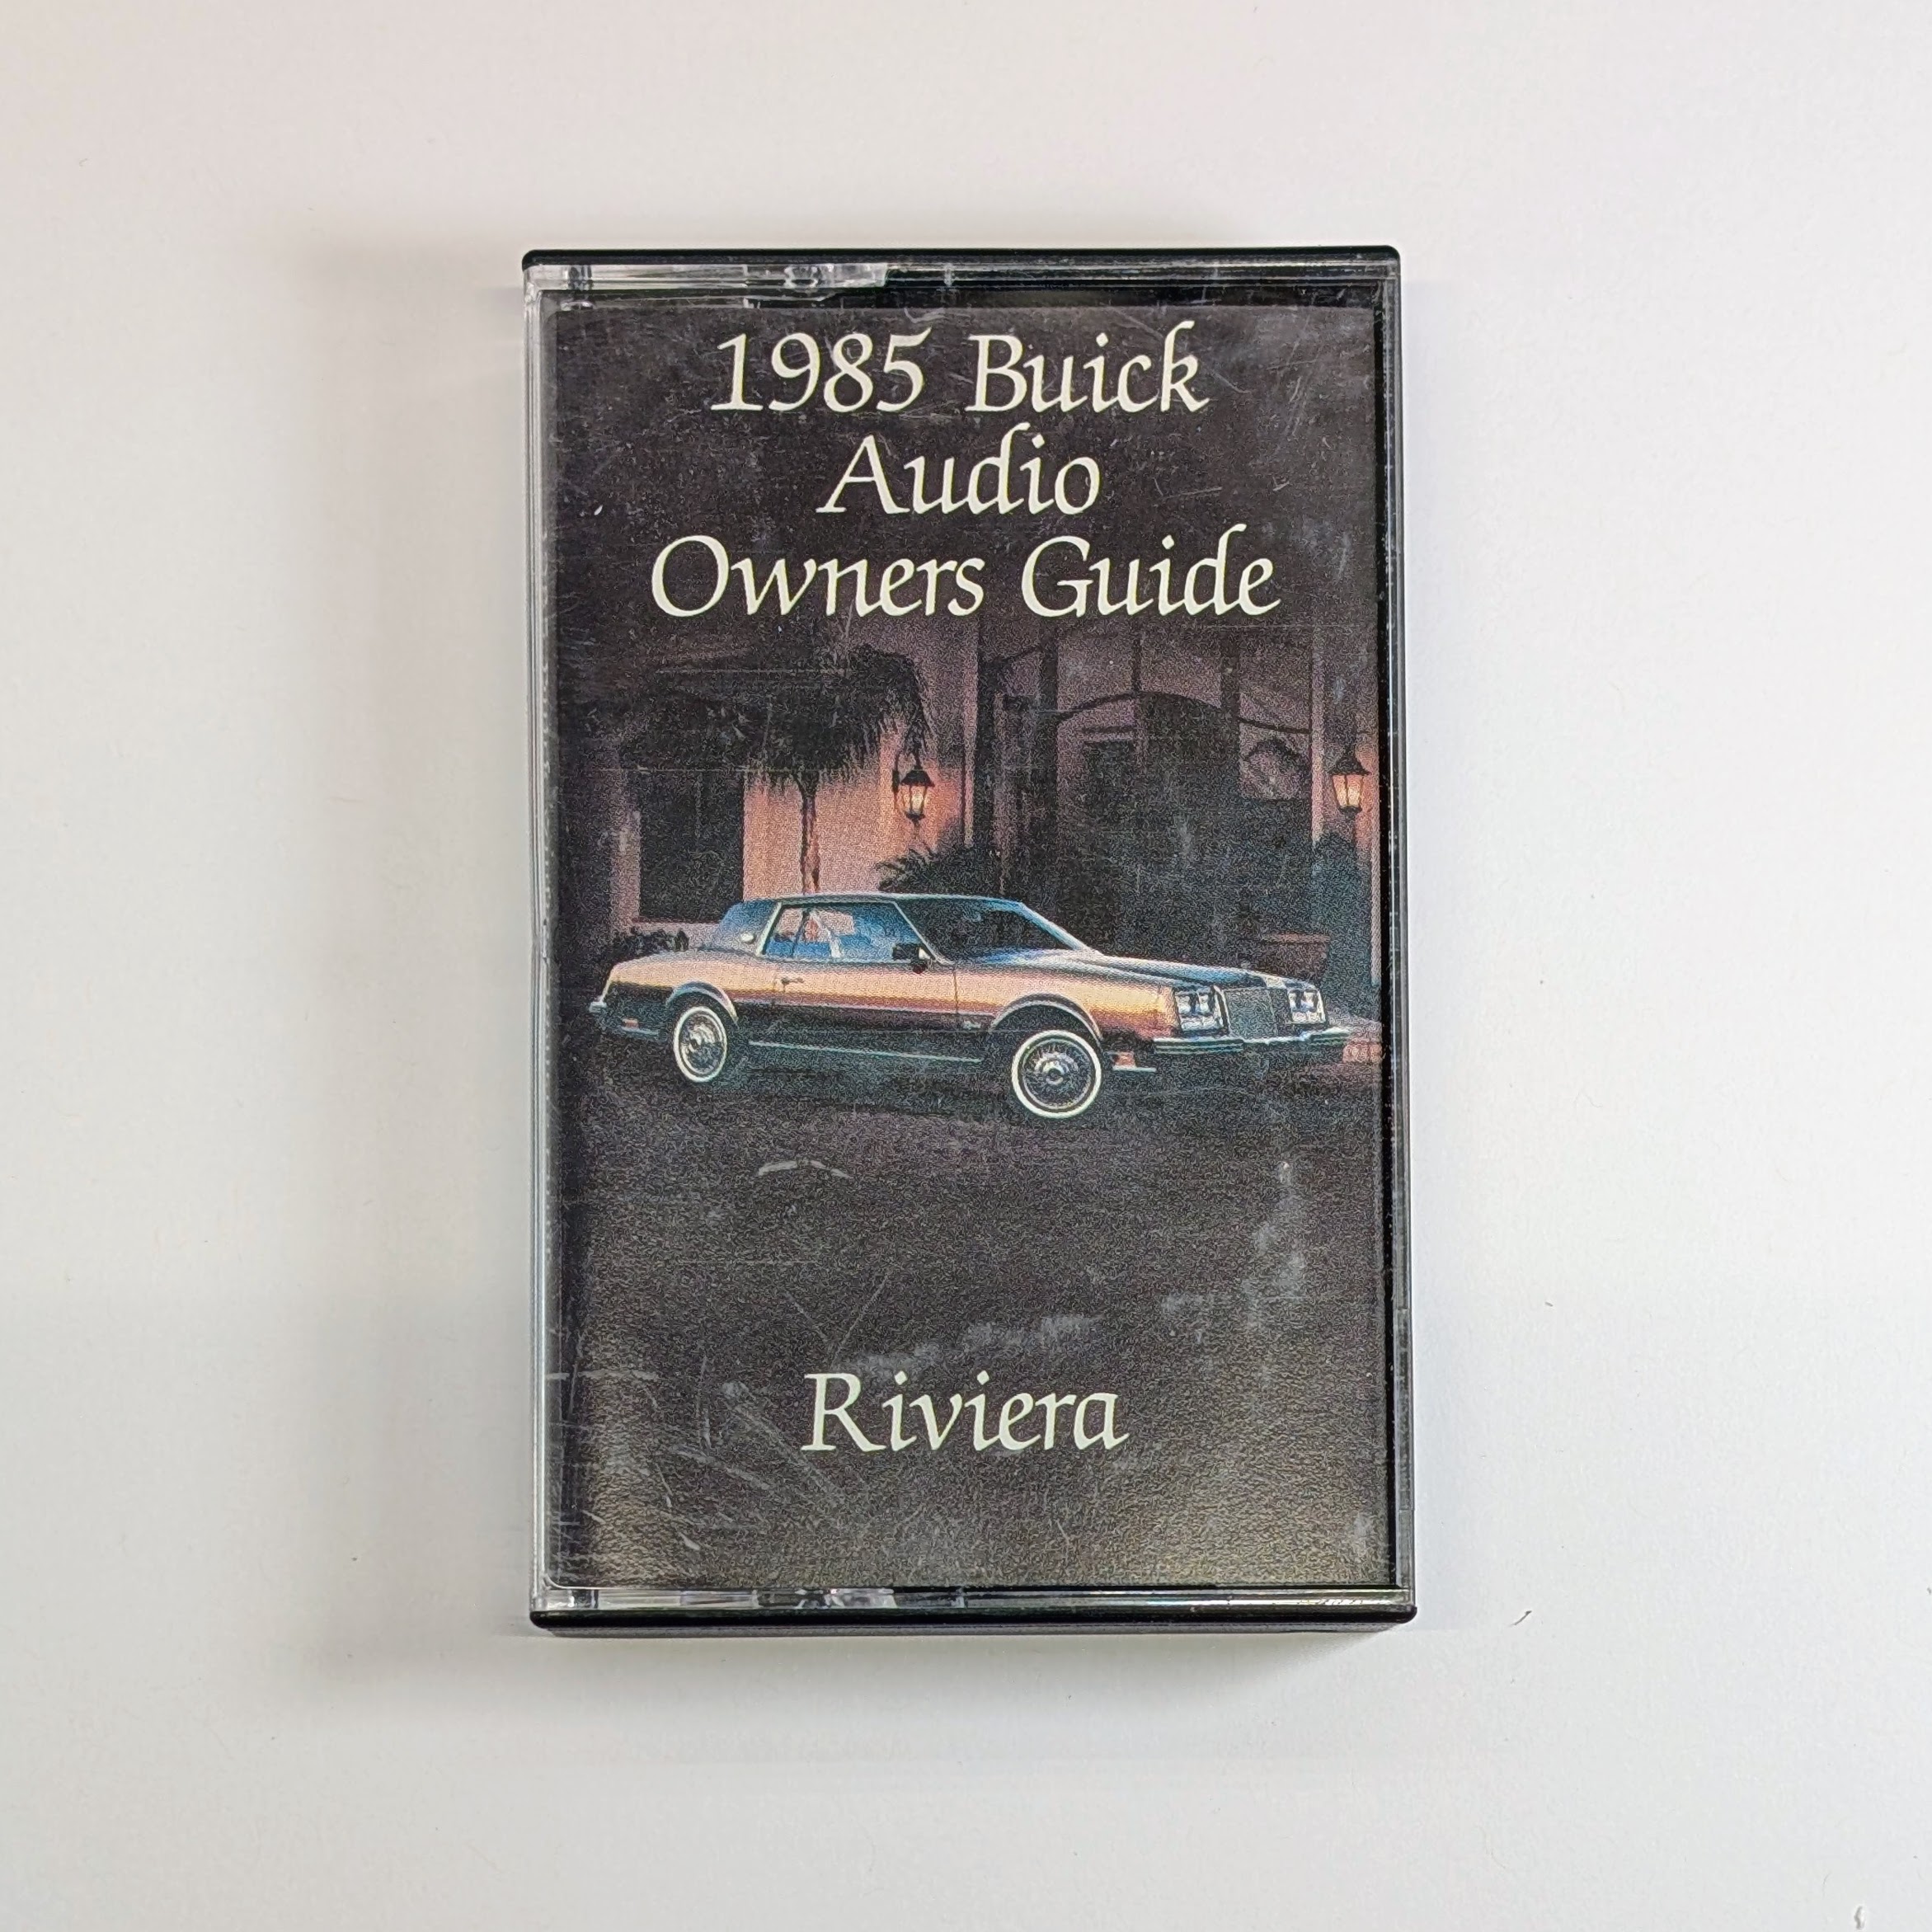 1985 Buick
Audio
Owners Guide
Riviera